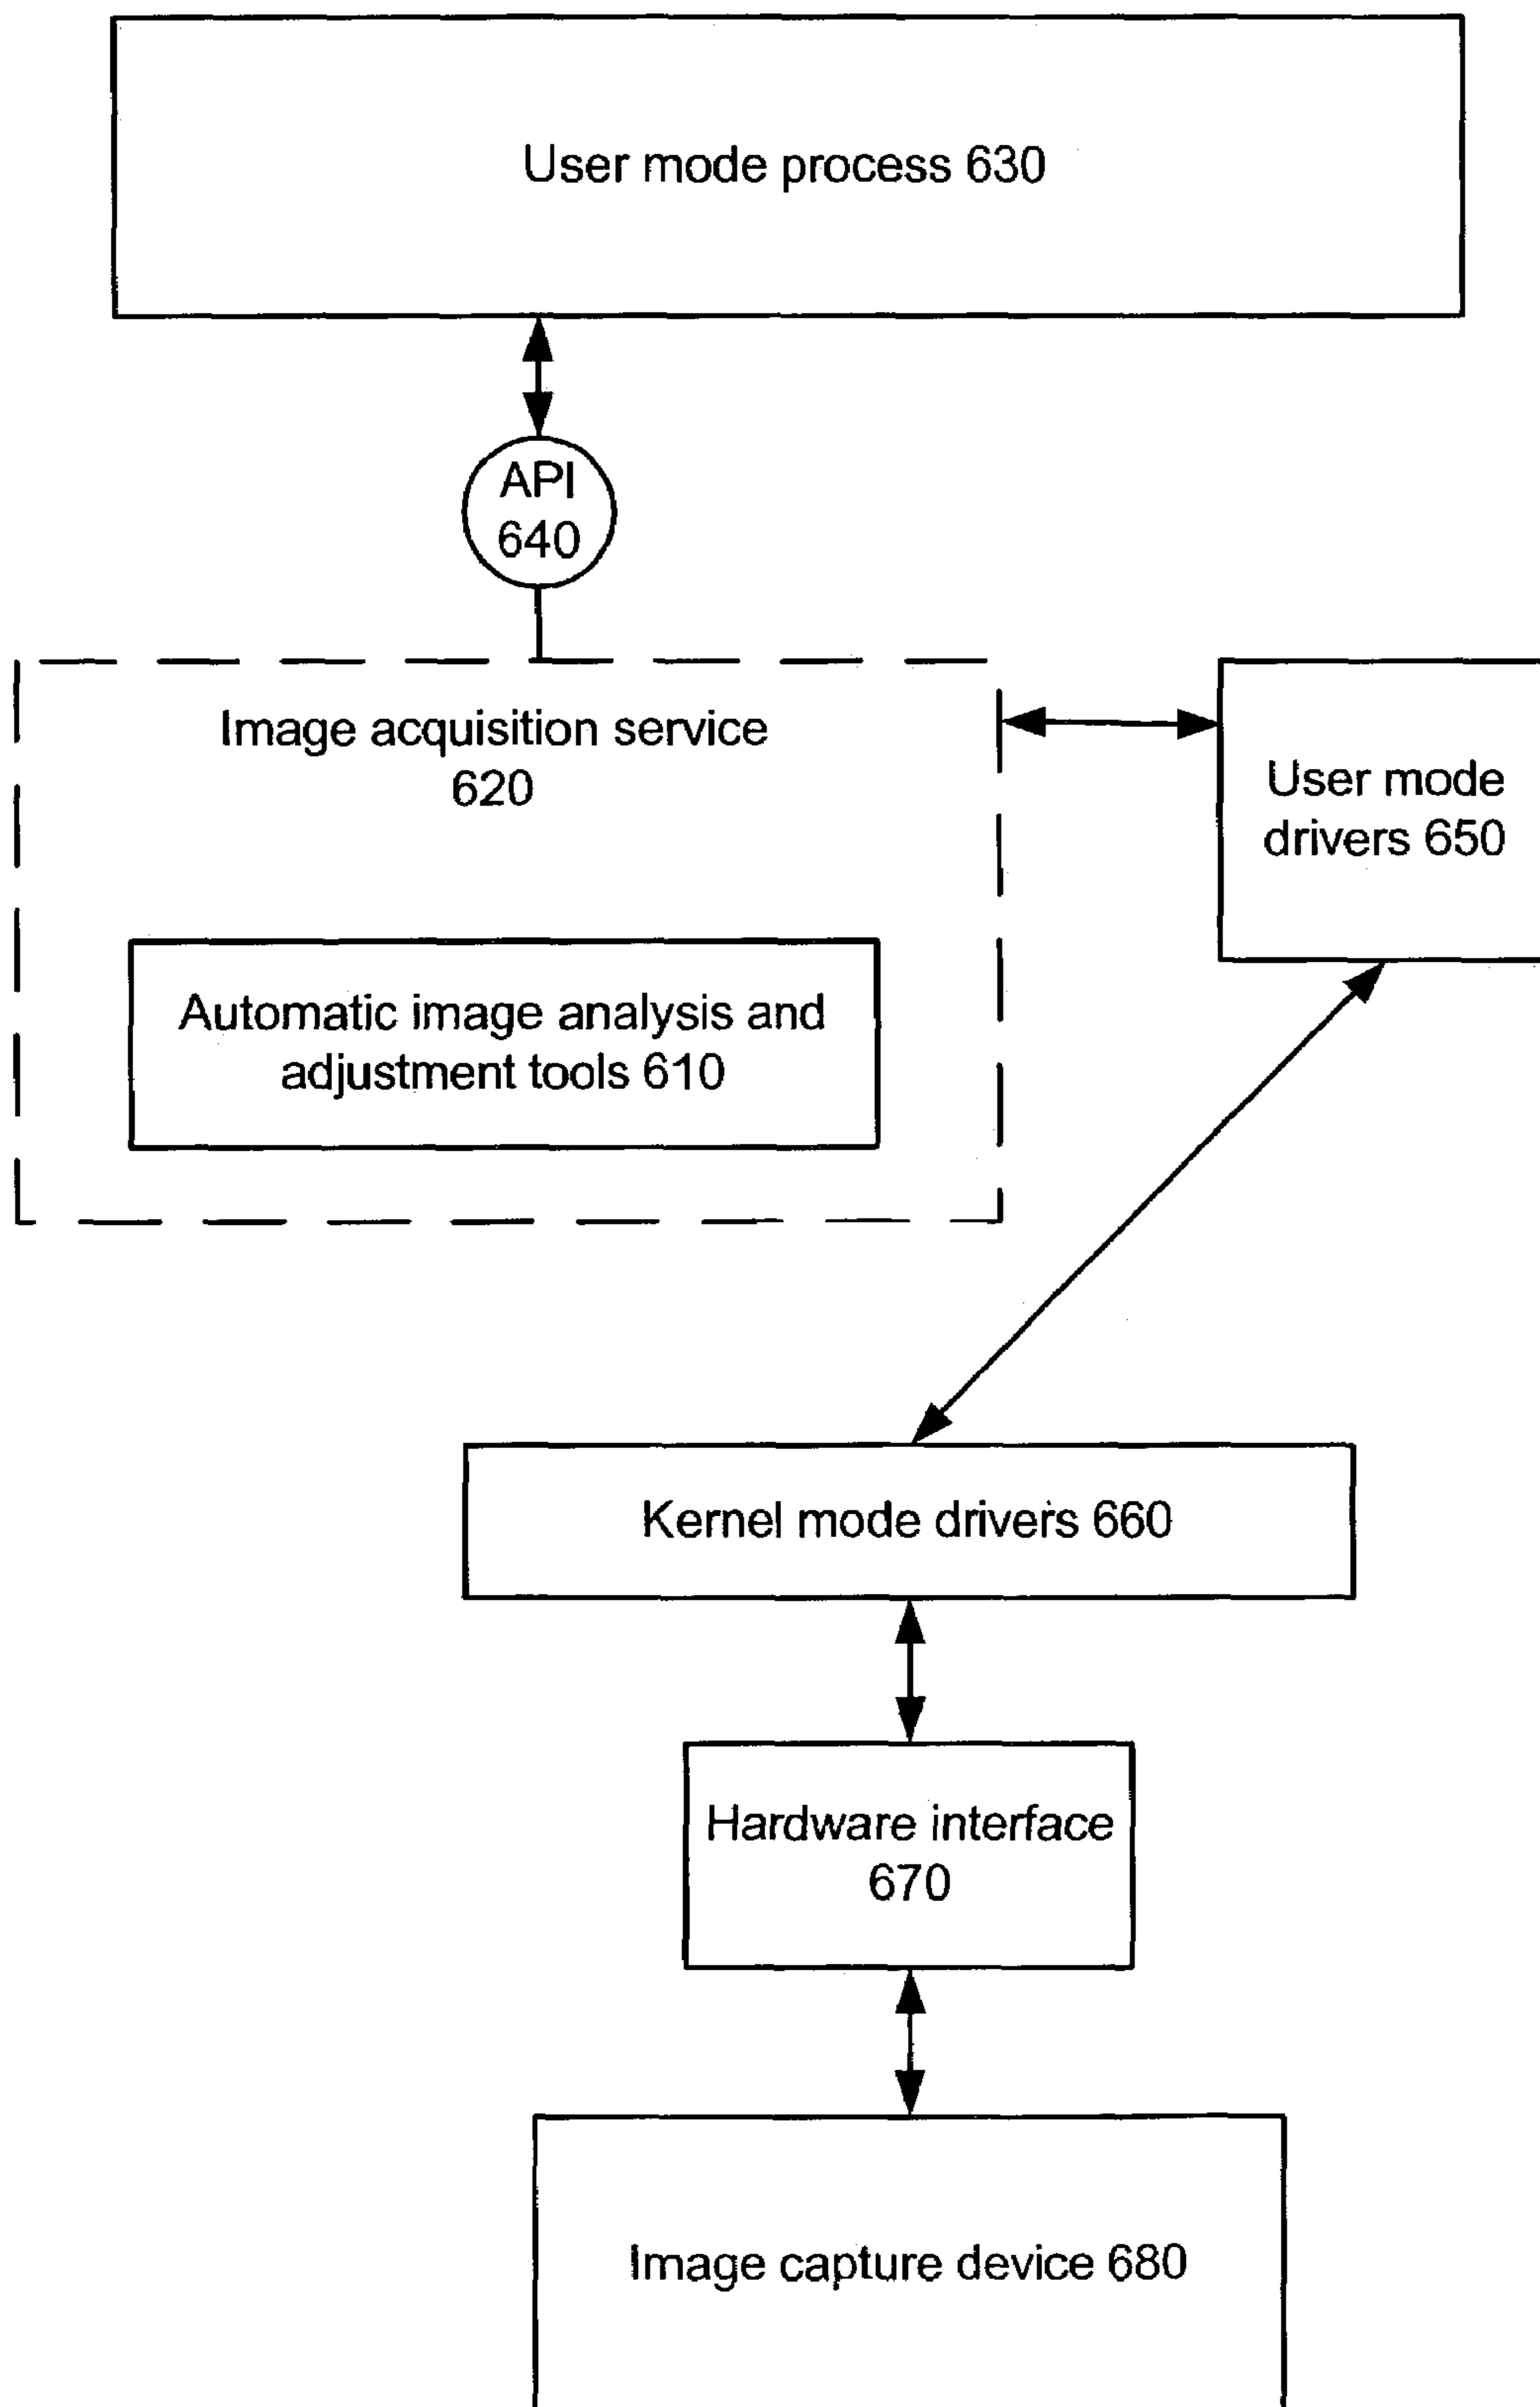 User mode process 630
API
640
Image acquisition service
620
User mode
drivers 650
Automatic image analysis and
adjustment tools 610
Kernel mode drivers 660
Hardware interface
670
Image capture device 680